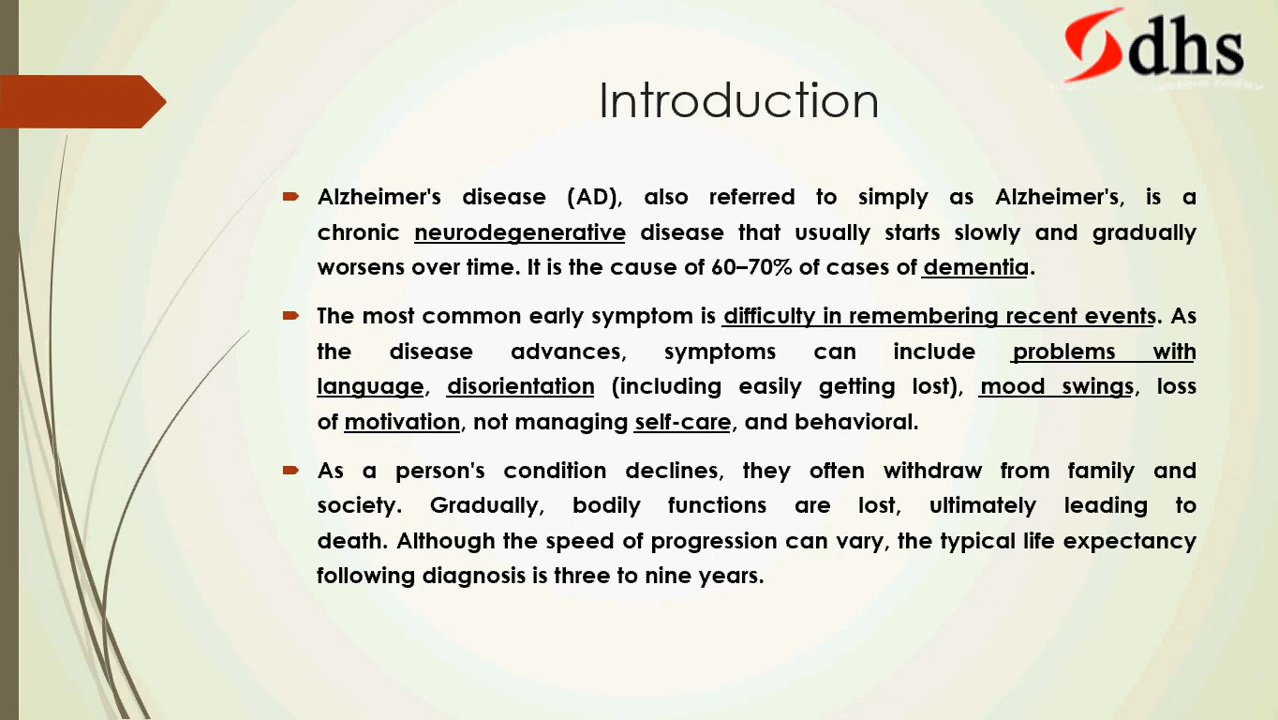 dhs
Introduction
Alzheimer's disease (AD), also referred to simply as Alzheimer's, is a
chronic neurodegenerative disease that usually starts slowly and gradually
worsens over time. It is the cause of 60–70% of cases of dementia.
The most common early symptom is difficulty in remembering recent events. As
the disease advances, symptoms can include problems with
language, disorientation (including easily getting lost), mood swings, loss
of motivation, not managing self-care, and behavioral.
As a person's condition declines, they often withdraw from family and
society. Gradually, bodily functions are lost, ultimately leading to
death. Although the speed of progression can vary, the typical life expectancy
following diagnosis is three to nine years.